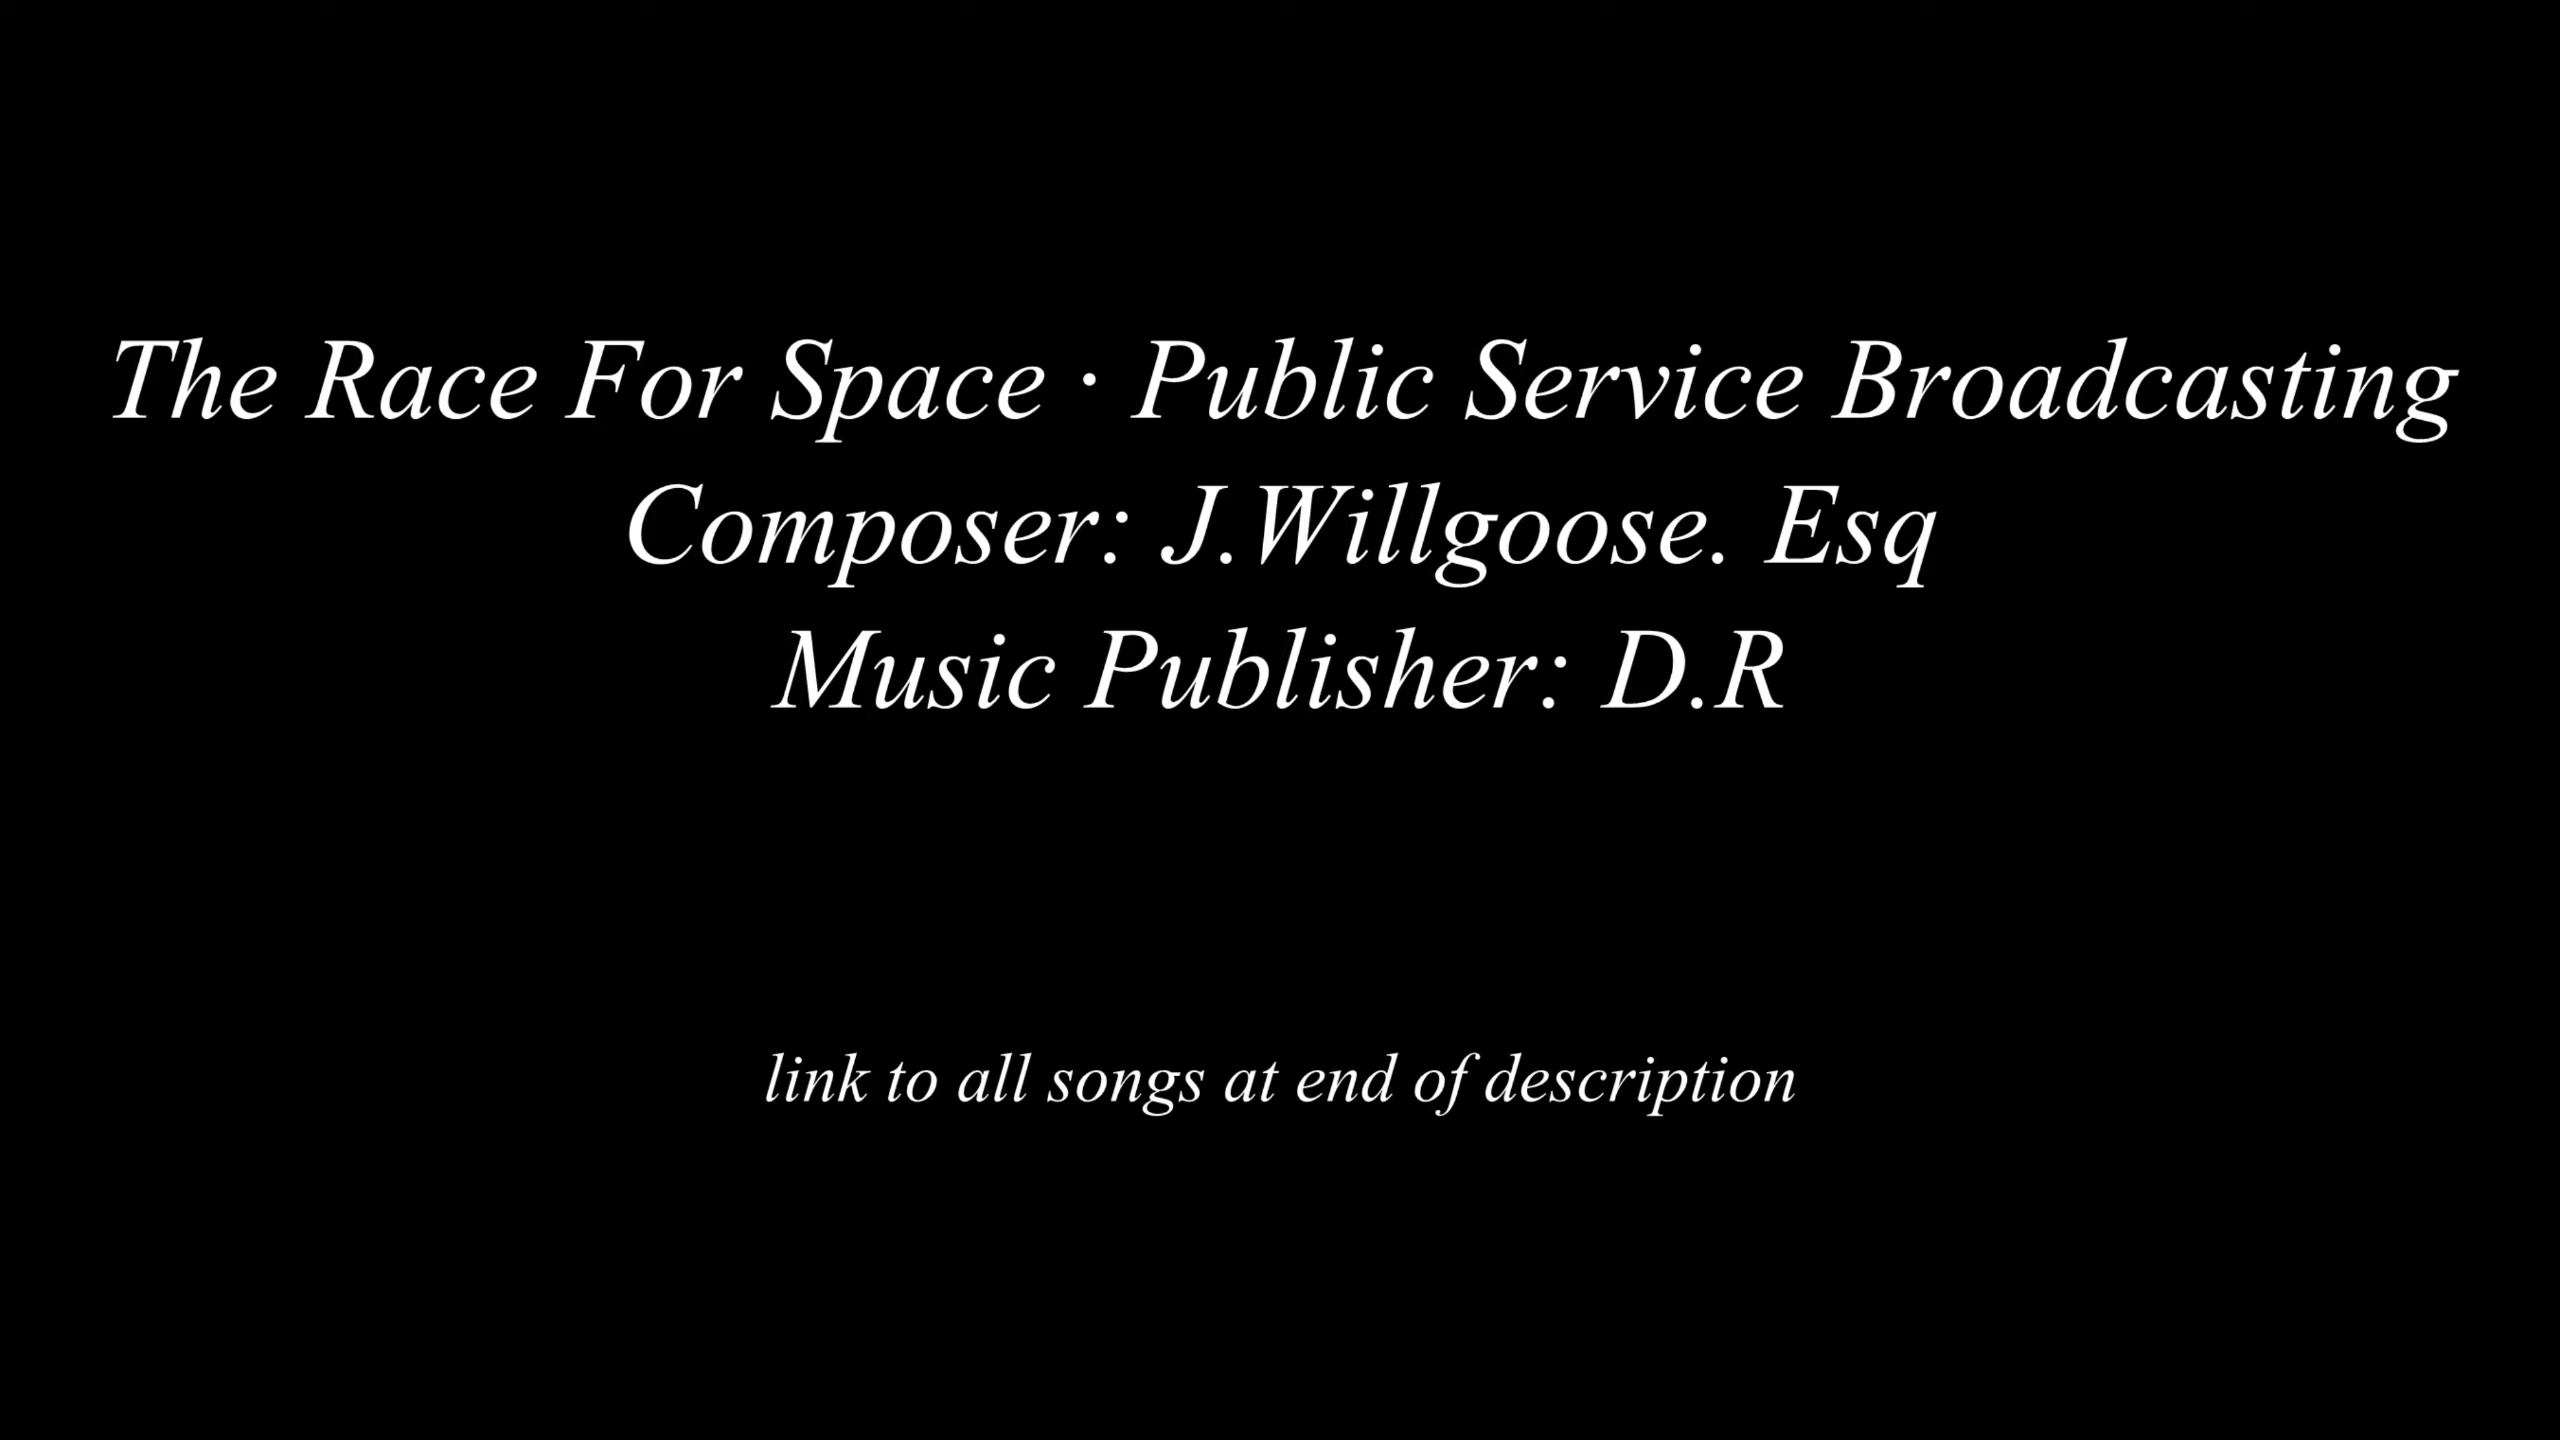 The Race For Space · Public Service Broadcasting
Composer: J.Willgoose. Esq
Music Publisher: D.R
link to all songs at end of description